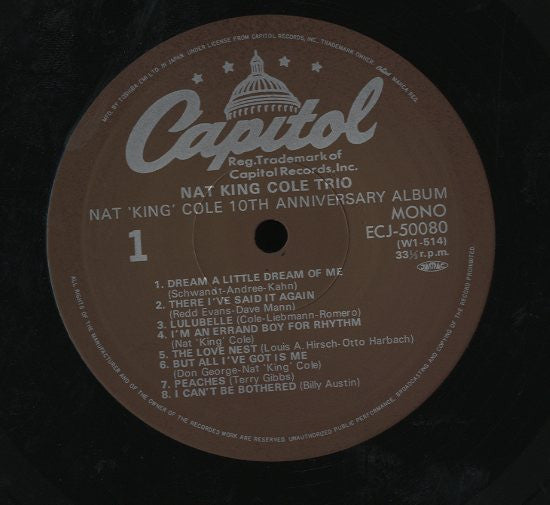 MFG. BY TOSHIBA EMI LTD. IN JAPAN, UNDER LICENSE FROM CAPITOL RECORDS, INC., TRADEMARK OWNER. Capitol MARCA REG.
Capitol
Reg.Trademark of
Capitol Records,Inc.
NAT KING COLE TRIO
NAT 'KING' COLE 10TH ANNIVERSARY ALBUM
1
MONO
ECJ-50080
(W1-514)
33⅓r.p.m.
1. DREAM A LITTLE DREAM OF ME
(Schwandt-Andree-Kahn)
2. THERE I'VE SAID IT AGAIN
(Redd Evans-Dave Mann)
3. LULUBELLE (Cole-Liebmann-Romero)
4. I'M AN ERRAND BOY FOR RHYTHM
(Nat 'King' Cole)
5. THE LOVE NEST (Louis A. Hirsch-Otto Harbach)
6. BUT ALL I'VE GOT IS ME
(Don George-Nat 'King' Cole)
7. PEACHES (Terry Gibbs)
8. I CAN'T BE BOTHERED (Billy Austin)
ALL RIGHTS OF THE MANUFACTURER AND OF THE OWNER OF THE RECORDED WORK ARE RESERVED. UNAUTHORIZED PUBLIC PERFORMANCE, BROADCASTING AND COPYING OF THE RECORD PROHIBITED.